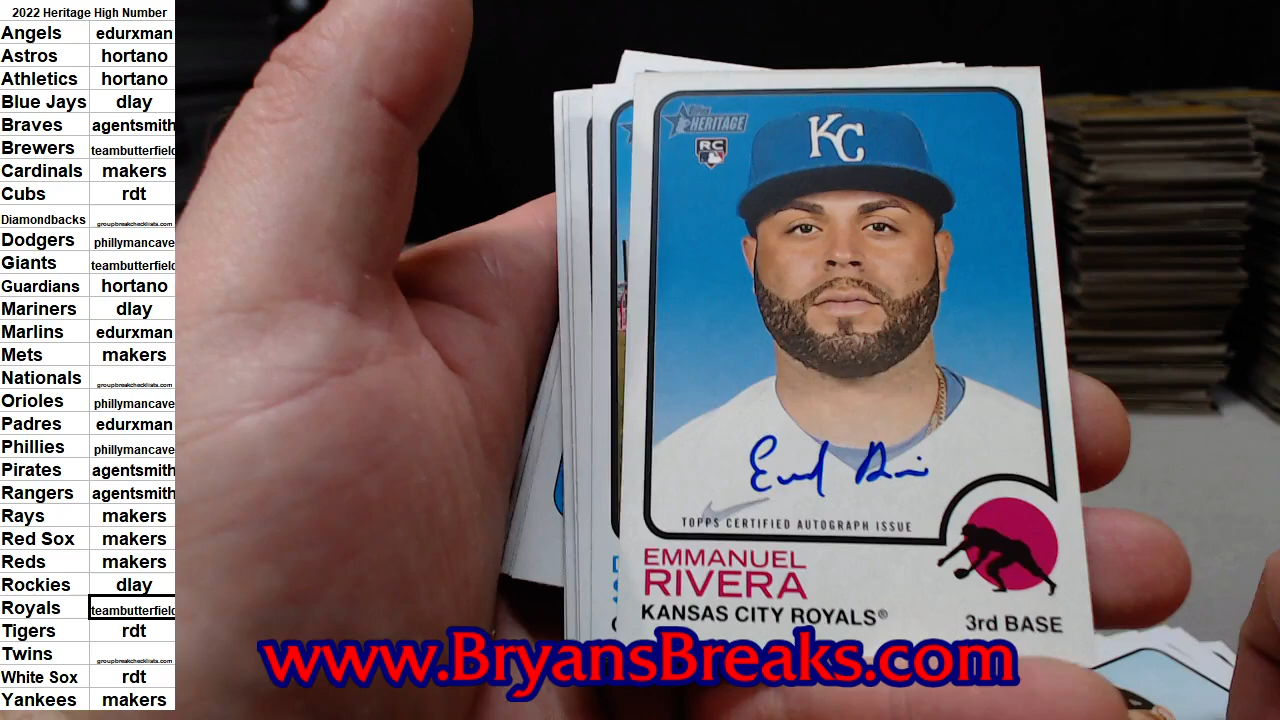 2022 Heritage High Number
Angels edurxman
Astros hortano
Athletics hortano
Blue Jays dlay
Braves agentsmith
Brewers teambutterfield
Cardinals makers
Cubs rdt
Diamondbacks groupbreakchecklists.com
Dodgers phillymancave
Giants teambutterfield
Guardians hortano
Mariners dlay
Marlins edurxman
Mets makers
Nationals groupbreakchecklists.com
Orioles phillymancave
Padres edurxman
Phillies phillymancave
Pirates agentsmith
Rangers agentsmith
Rays makers
Red Sox makers
Reds makers
Rockies dlay
Royals teambutterfield
Tigers rdt
Twins groupbreakchecklists.com
White Sox rdt
Yankees makers
Topps
HERITAGE
RC
KC
TOPPS CERTIFIED AUTOGRAPH ISSUE
EMMANUEL
RIVERA
KANSAS CITY ROYALS®
3rd BASE
www.BryansBreaks.com